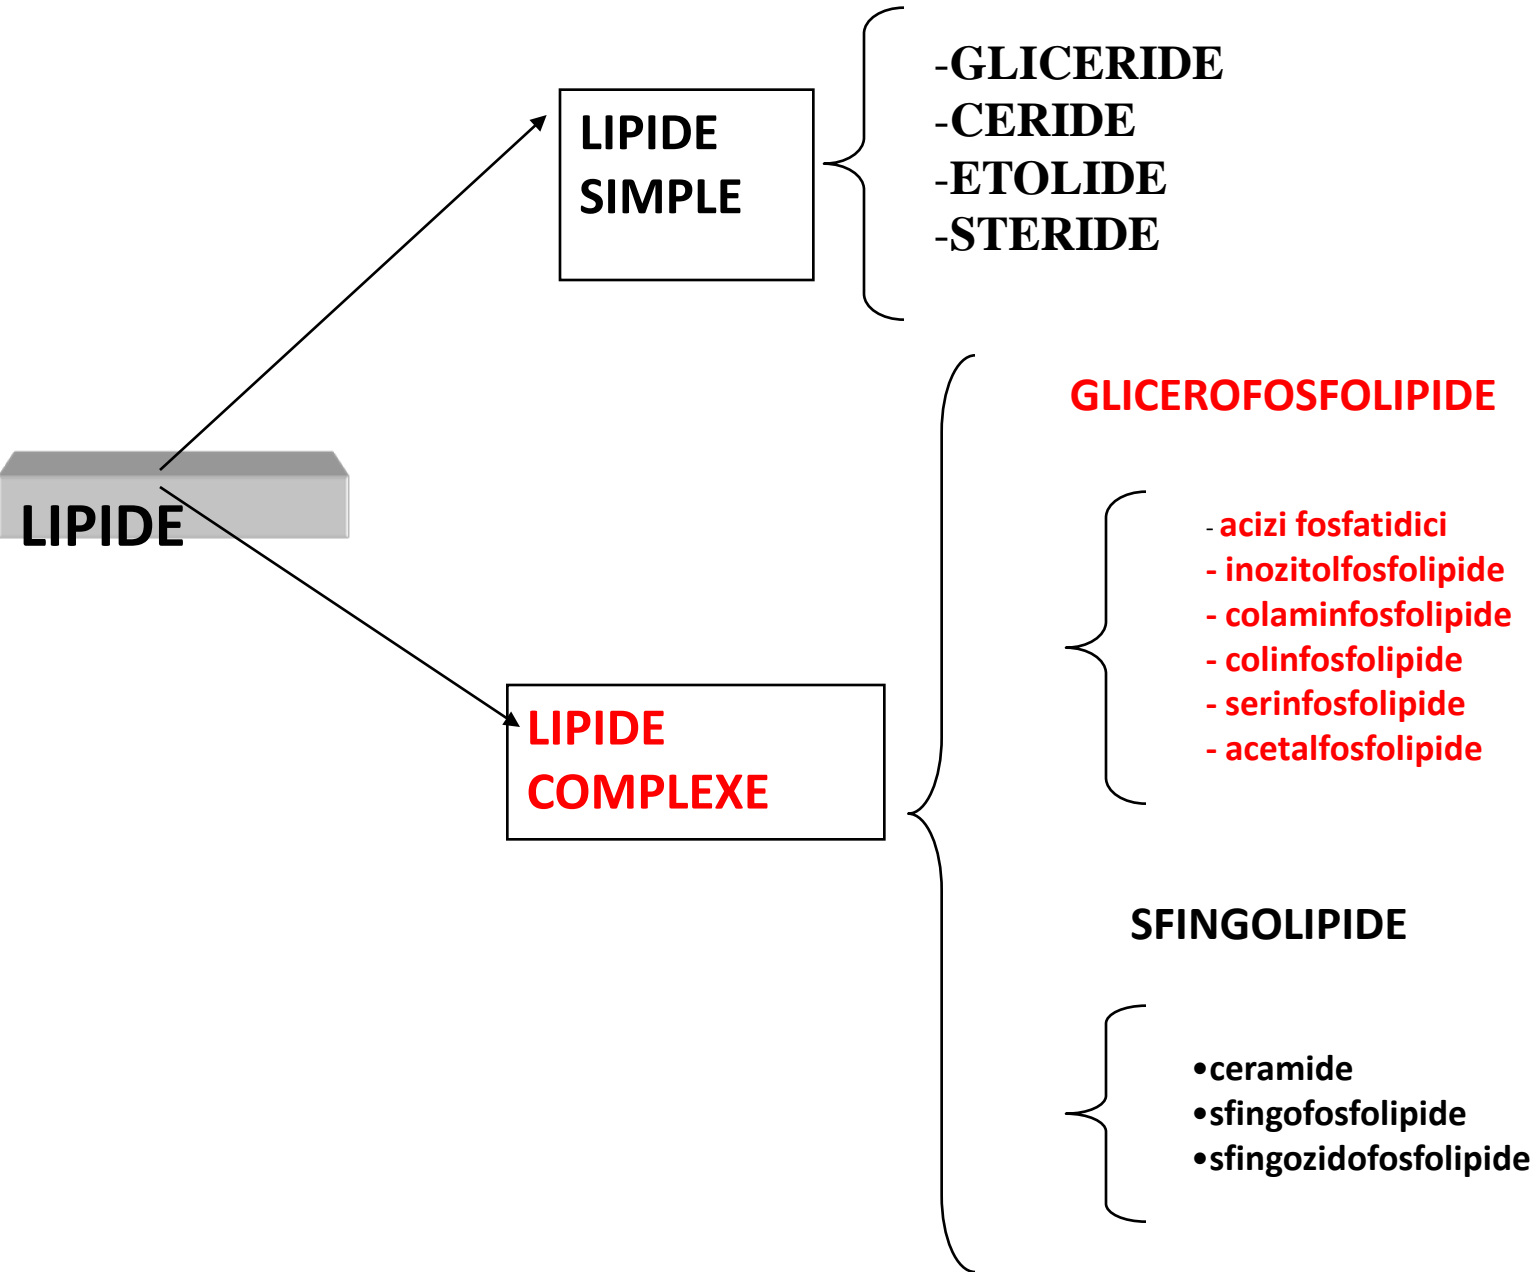 -GLICERIDE
-CERIDE
-ETOLIDE
-STERIDE
LIPIDE
SIMPLE
LIPIDE
LIPIDE
COMPLEXE
GLICEROFOSFOLIPIDE
- acizi fosfatidici
- inozitolfosfolipide
- colaminfosfolipide
- colinfosfolipide
- serinfosfolipide
- acetalfosfolipide
SFINGOLIPIDE
•ceramide
•sfingofosfolipide
•sfingozidofosfolipide